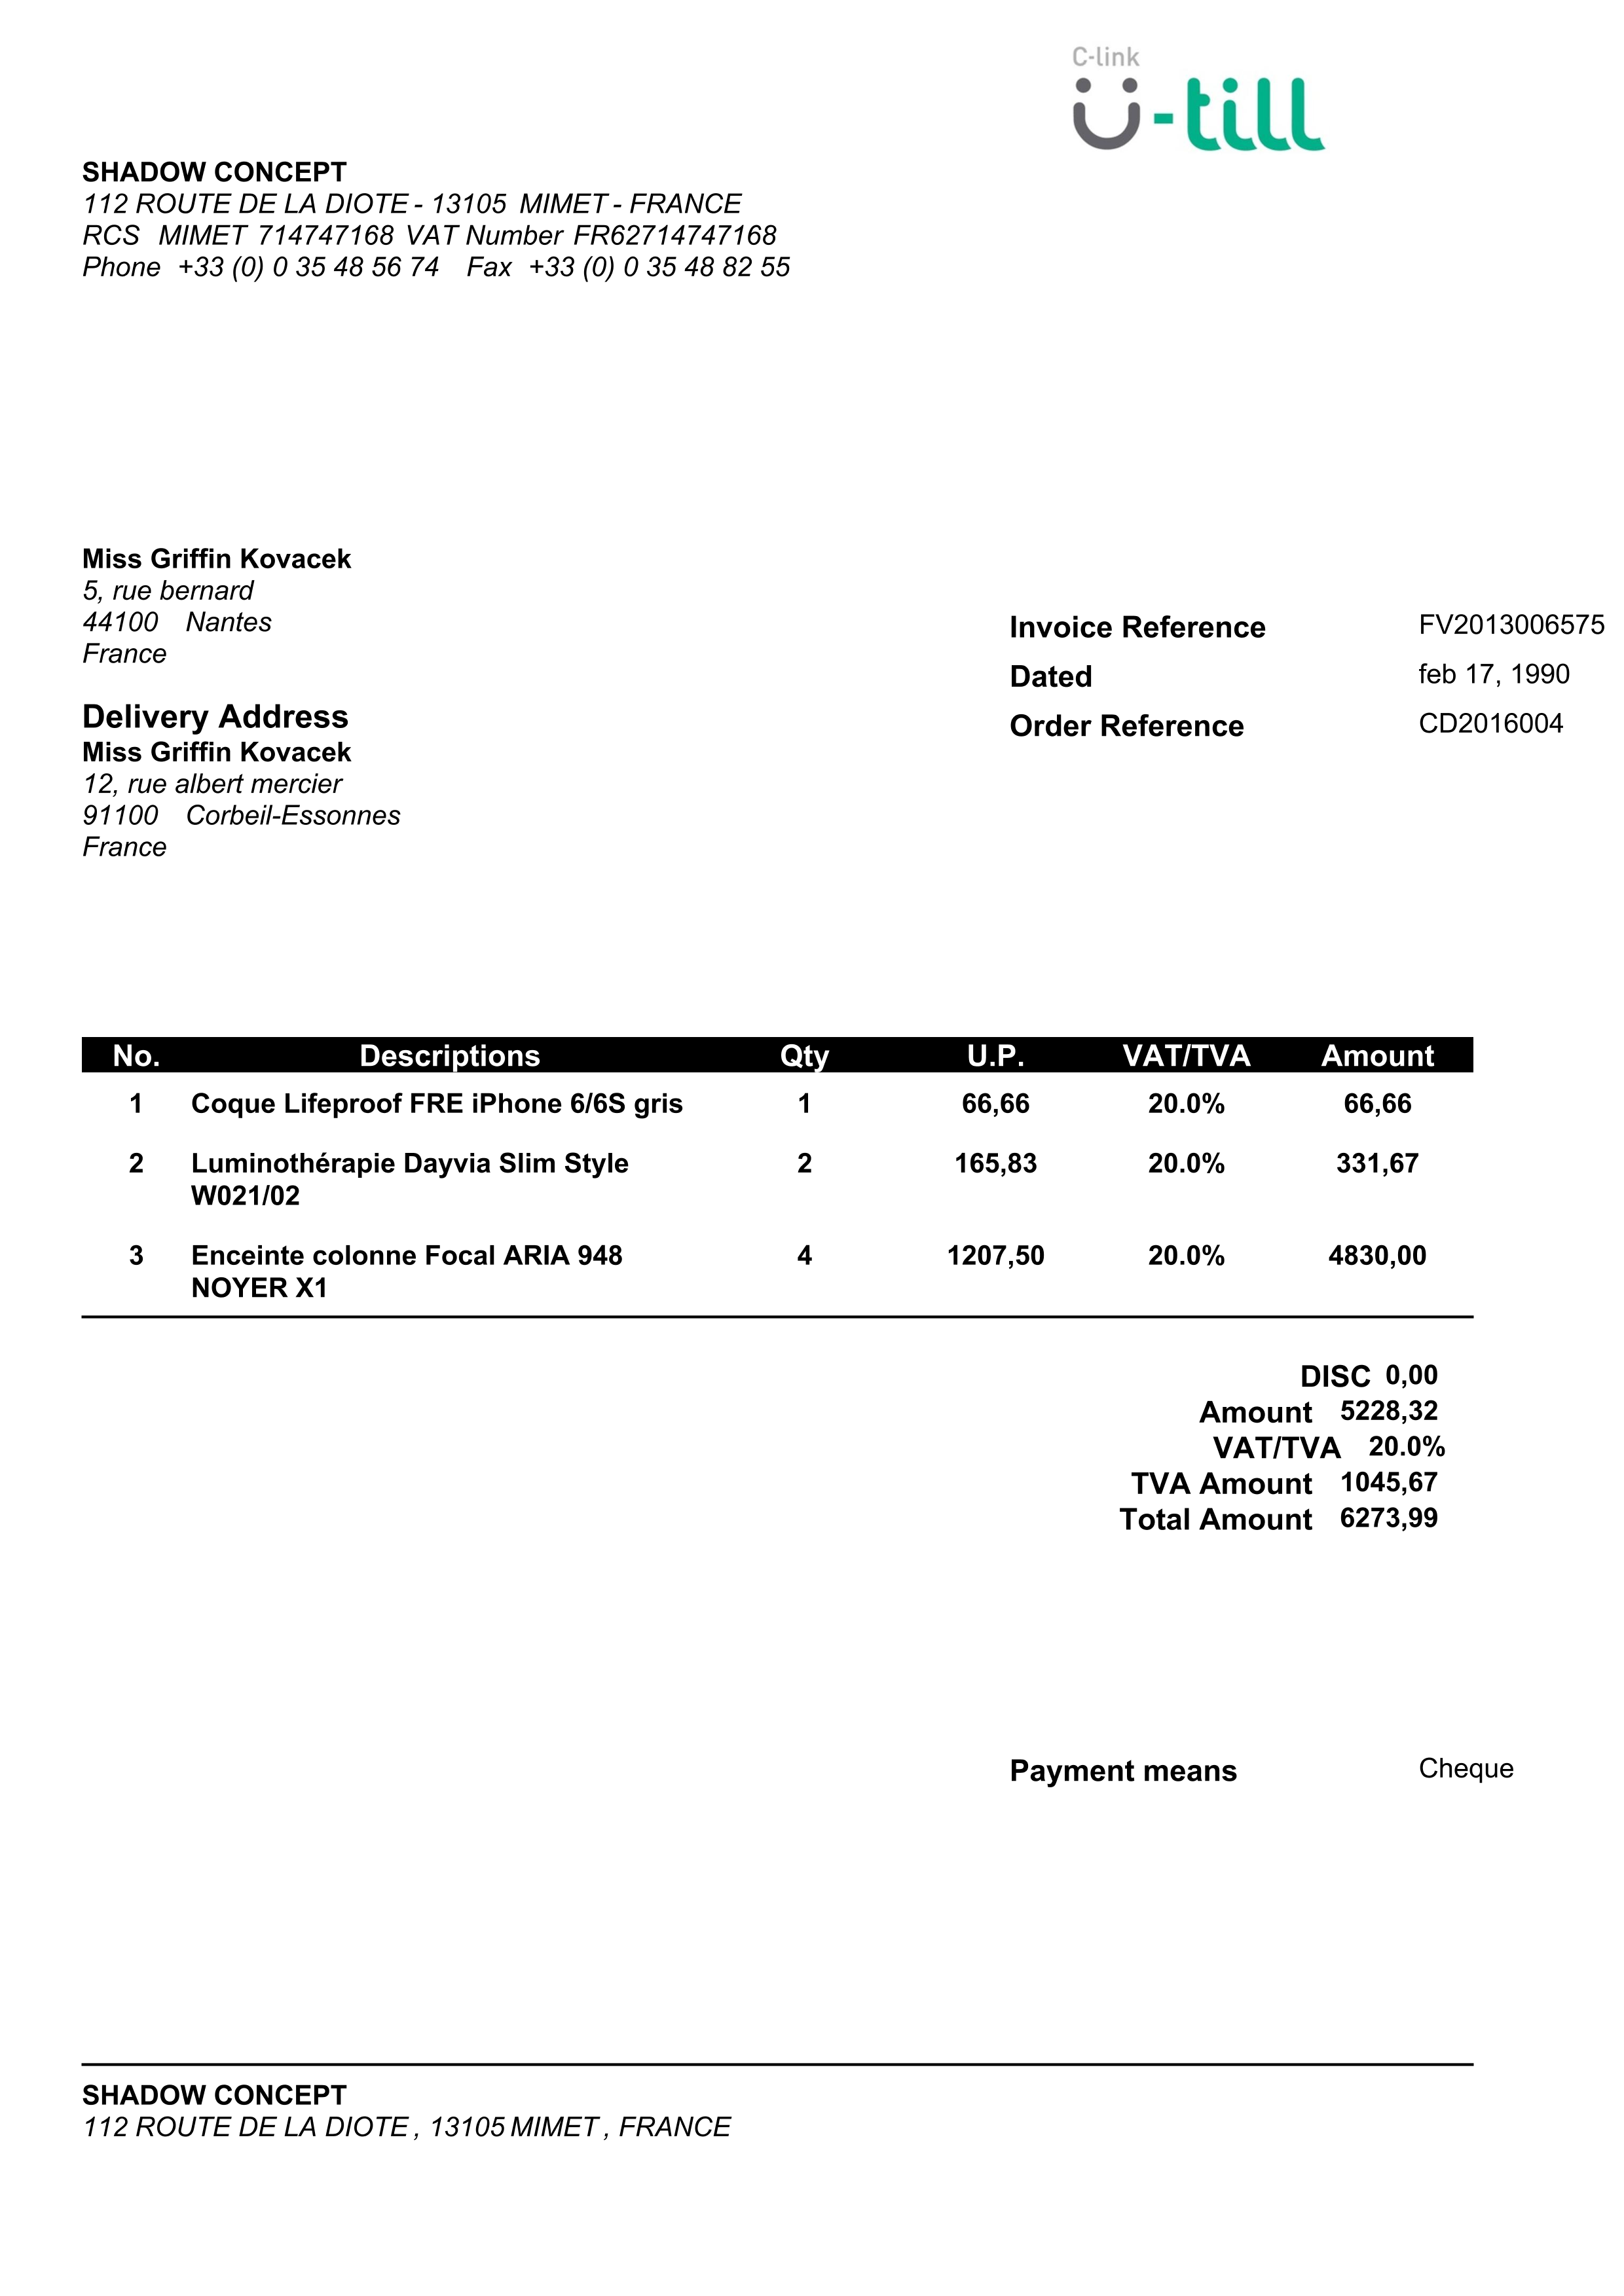 C-link
ü-till
SHADOW CONCEPT
112 ROUTE DE LA DIOTE - 13105 MIMET - FRANCE
RCS MIMET 714747168 VAT Number FR62714747168
Phone +33 (0) 0 35 48 56 74 Fax +33 (0) 0 35 48 82 55
Miss Griffin Kovacek
5, rue bernard
44100 Nantes
France
Invoice Reference FV2013006575
Dated feb 17, 1990
Order Reference CD2016004
Delivery Address
Miss Griffin Kovacek
12, rue albert mercier
91100 Corbeil-Essonnes
France
No. Descriptions Qty U.P. VAT/TVA Amount
1 Coque Lifeproof FRE iPhone 6/6S gris 1 66,66 20.0% 66,66
2 Luminothérapie Dayvia Slim Style 2 165,83 20.0% 331,67
W021/02
3 Enceinte colonne Focal ARIA 948 4 1207,50 20.0% 4830,00
NOYER X1
DISC 0,00
Amount 5228,32
VAT/TVA 20.0%
TVA Amount 1045,67
Total Amount 6273,99
Payment means Cheque
SHADOW CONCEPT
112 ROUTE DE LA DIOTE , 13105 MIMET , FRANCE